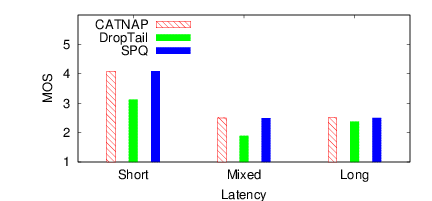 CATNAP
DropTail
SPQ
MOS
5
4
3
2
1
Short Mixed Long
Latency